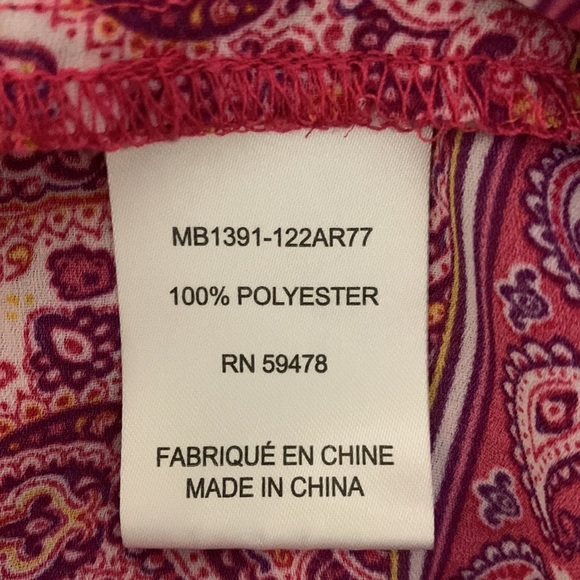 MB1391-122AR77
100% POLYESTER
RN 59478
FABRIQUÉ EN CHINE
MADE IN CHINA